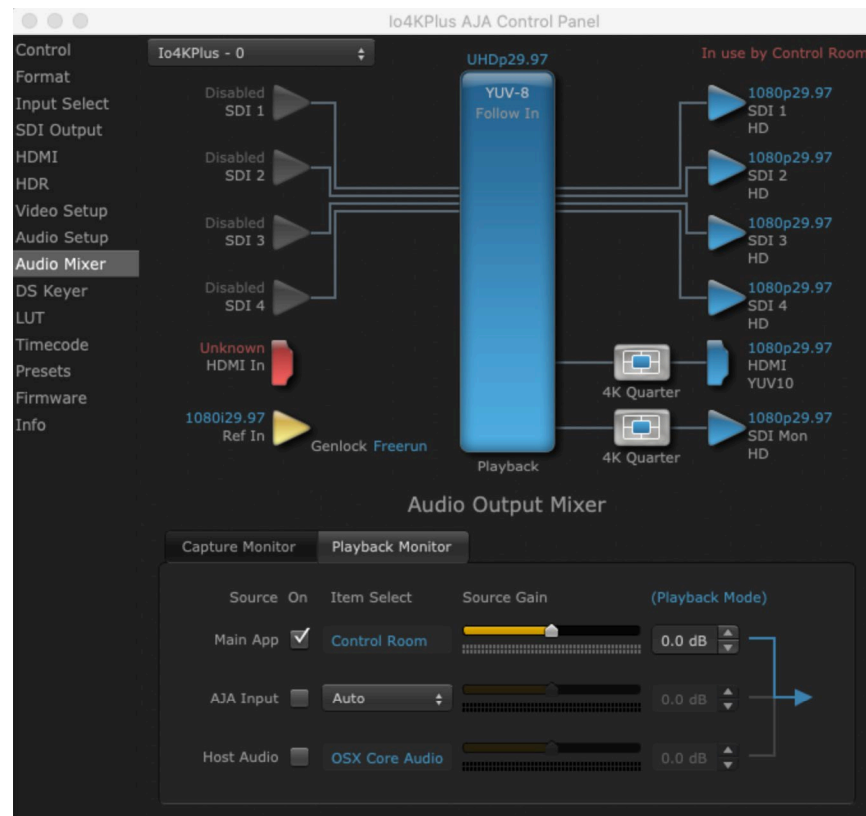 Io4KPlus AJA Control Panel
Control
Format
Input Select
SDI Output
HDMI
HDR
Video Setup
Audio Setup
Audio Mixer
DS Keyer
LUT
Timecode
Presets
Firmware
Info
Io4KPlus - 0
UHDp29.97
In use by Control Room
YUV-8
Follow In
Disabled
SDI 1
Disabled
SDI 2
Disabled
SDI 3
Disabled
SDI 4
Unknown
HDMI In
1080i29.97
Ref In
Genlock Freerun
Playback
1080p29.97
SDI 1
HD
1080p29.97
SDI 2
HD
1080p29.97
SDI 3
HD
1080p29.97
SDI 4
HD
4K Quarter
1080p29.97
HDMI
YUV10
4K Quarter
1080p29.97
SDI Mon
HD
Audio Output Mixer
Capture Monitor Playback Monitor
Source On Item Select Source Gain (Playback Mode)
Main App Control Room 0.0 dB
AJA Input Auto 0.0 dB
Host Audio OSX Core Audio 0.0 dB